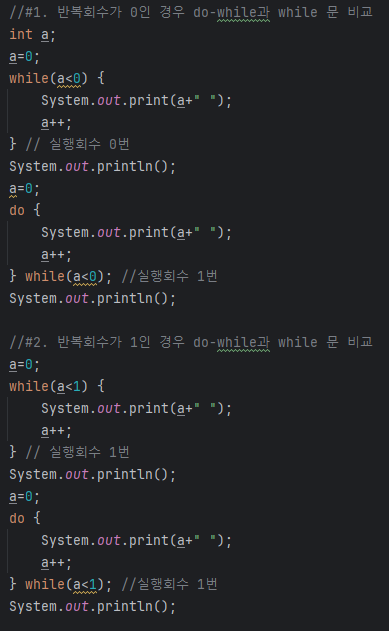 //#1. 반복회수가 0인 경우 do-while과 while 문 비교
int a;
a=0;
while(a<0) {
    System.out.print(a+" ");
    a++;
} // 실행회수 0번
System.out.println();
a=0;
do {
    System.out.print(a+" ");
    a++;
} while(a<0); //실행회수 1번
System.out.println();

//#2. 반복회수가 1인 경우 do-while과 while 문 비교
a=0;
while(a<1) {
    System.out.print(a+" ");
    a++;
} // 실행회수 1번
System.out.println();
a=0;
do {
    System.out.print(a+" ");
    a++;
} while(a<1); //실행회수 1번
System.out.println();